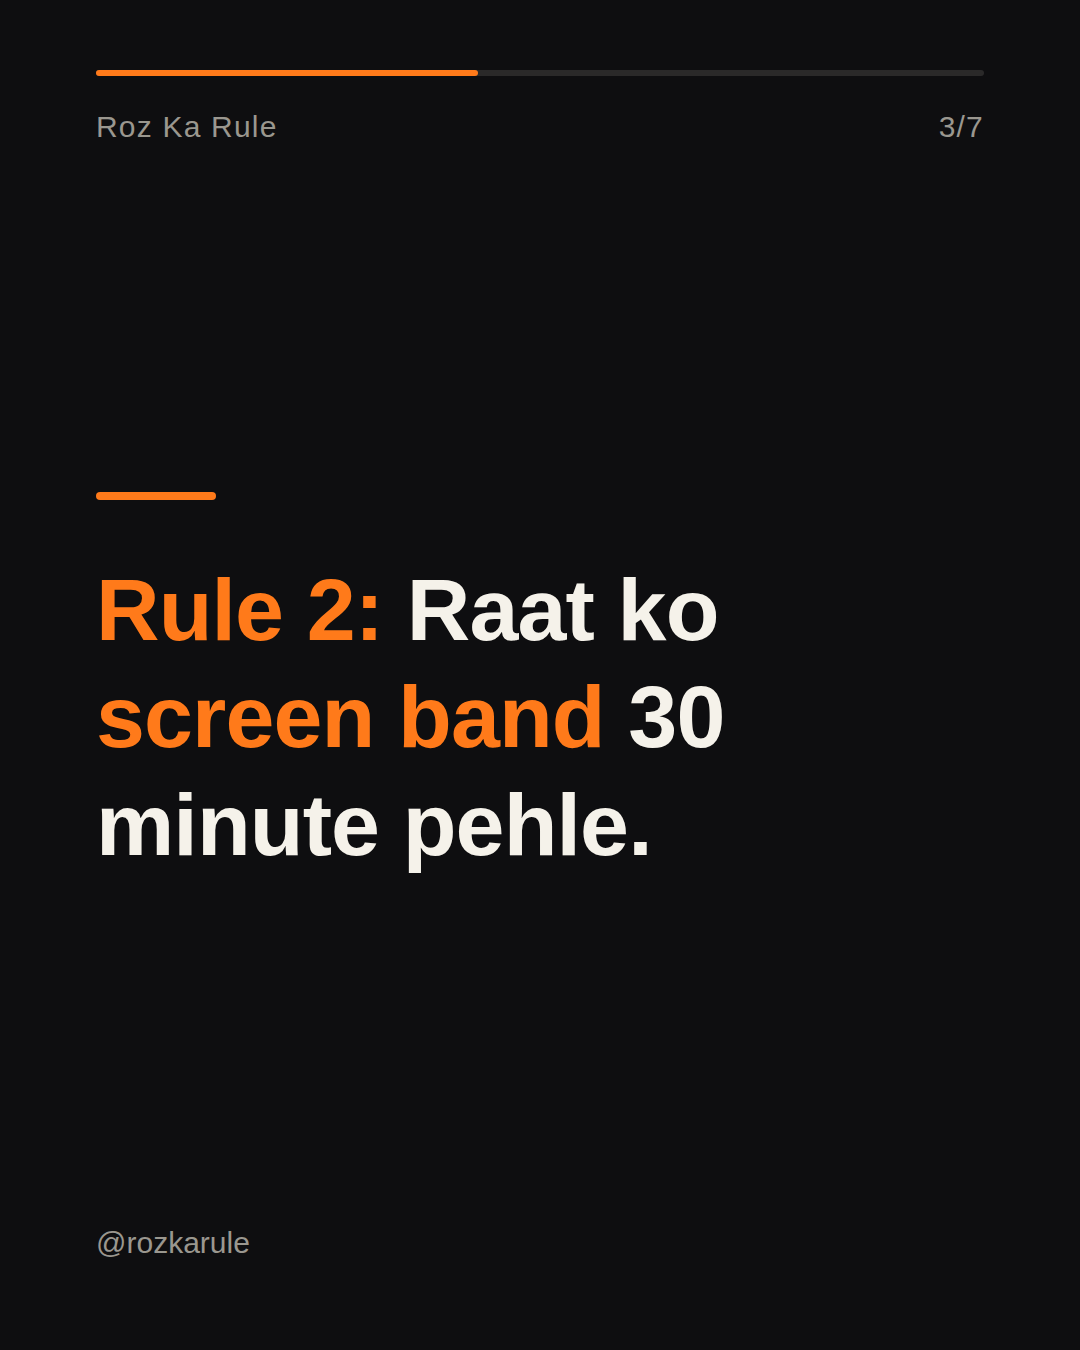 Roz Ka Rule
3/7
Rule 2: Raat ko
screen band 30
minute pehle.
@rozkarule